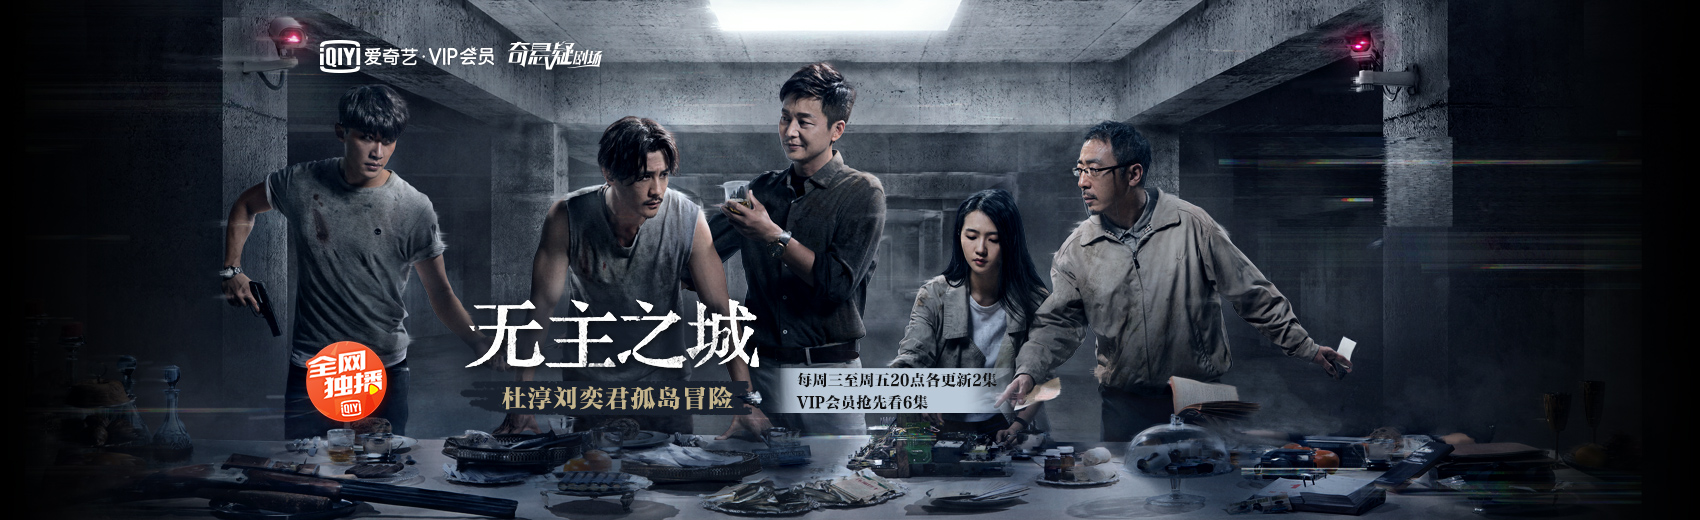 iQIYI 爱奇艺·VIP会员 奇悬疑剧场
无主之城
全网
独播
iQIYI
杜淳刘奕君孤岛冒险
每周三至周五20点各更新2集
VIP会员抢先看6集